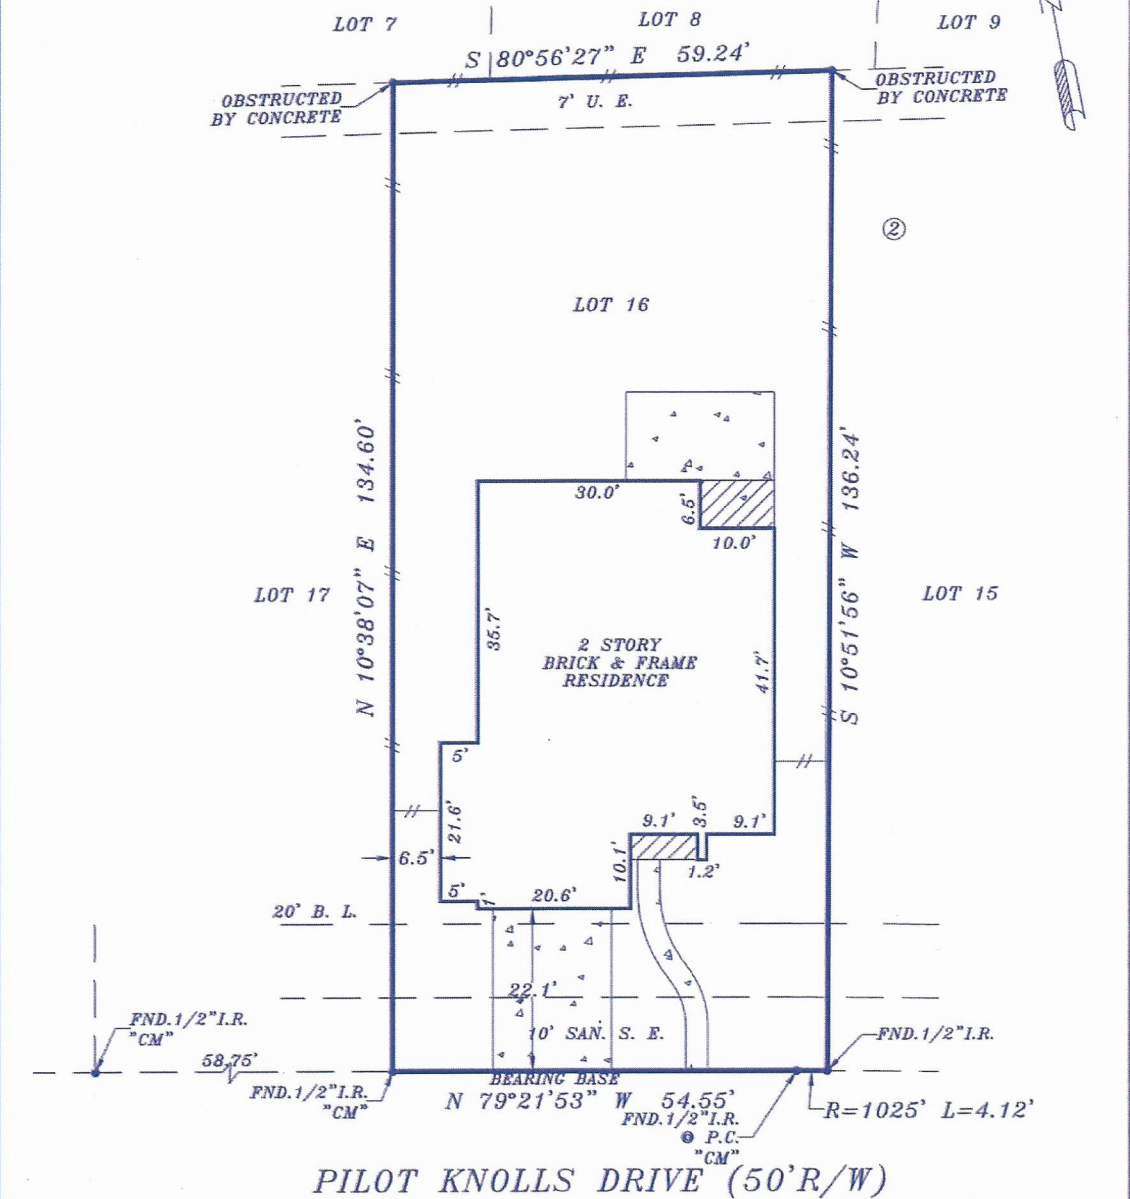 LOT 7
LOT 8
LOT 9
S 80°56'27" E 59.24'
OBSTRUCTED
BY CONCRETE
7' U. E.
OBSTRUCTED
BY CONCRETE
2
LOT 16
N 10°38'07" E 134.60'
S 10°51'56" W 136.24'
30.0'
6.5'
10.0'
LOT 17
35.7'
2 STORY
BRICK & FRAME
RESIDENCE
41.7'
LOT 15
5'
21.6'
6.5'
9.1'
3.5'
9.1'
10.1'
1.2'
5'
1'
20.6'
20' B. L.
22.1'
10' SAN. S. E.
FND.1/2"I.R.
"CM"
58.75'
FND.1/2"I.R.
"CM"
FND.1/2"I.R.
BEARING BASE
N 79°21'53" W 54.55'
R=1025' L=4.12'
FND.1/2"I.R.
@ P.C.
"CM"
PILOT KNOLLS DRIVE (50'R/W)